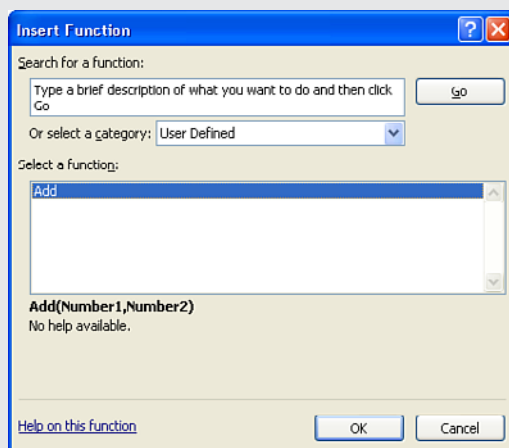 Insert Function
Search for a function:
Type a brief description of what you want to do and then click
Go
Go
Or select a category: User Defined
Select a function:
Add
Add(Number1,Number2)
No help available.
Help on this function
OK
Cancel